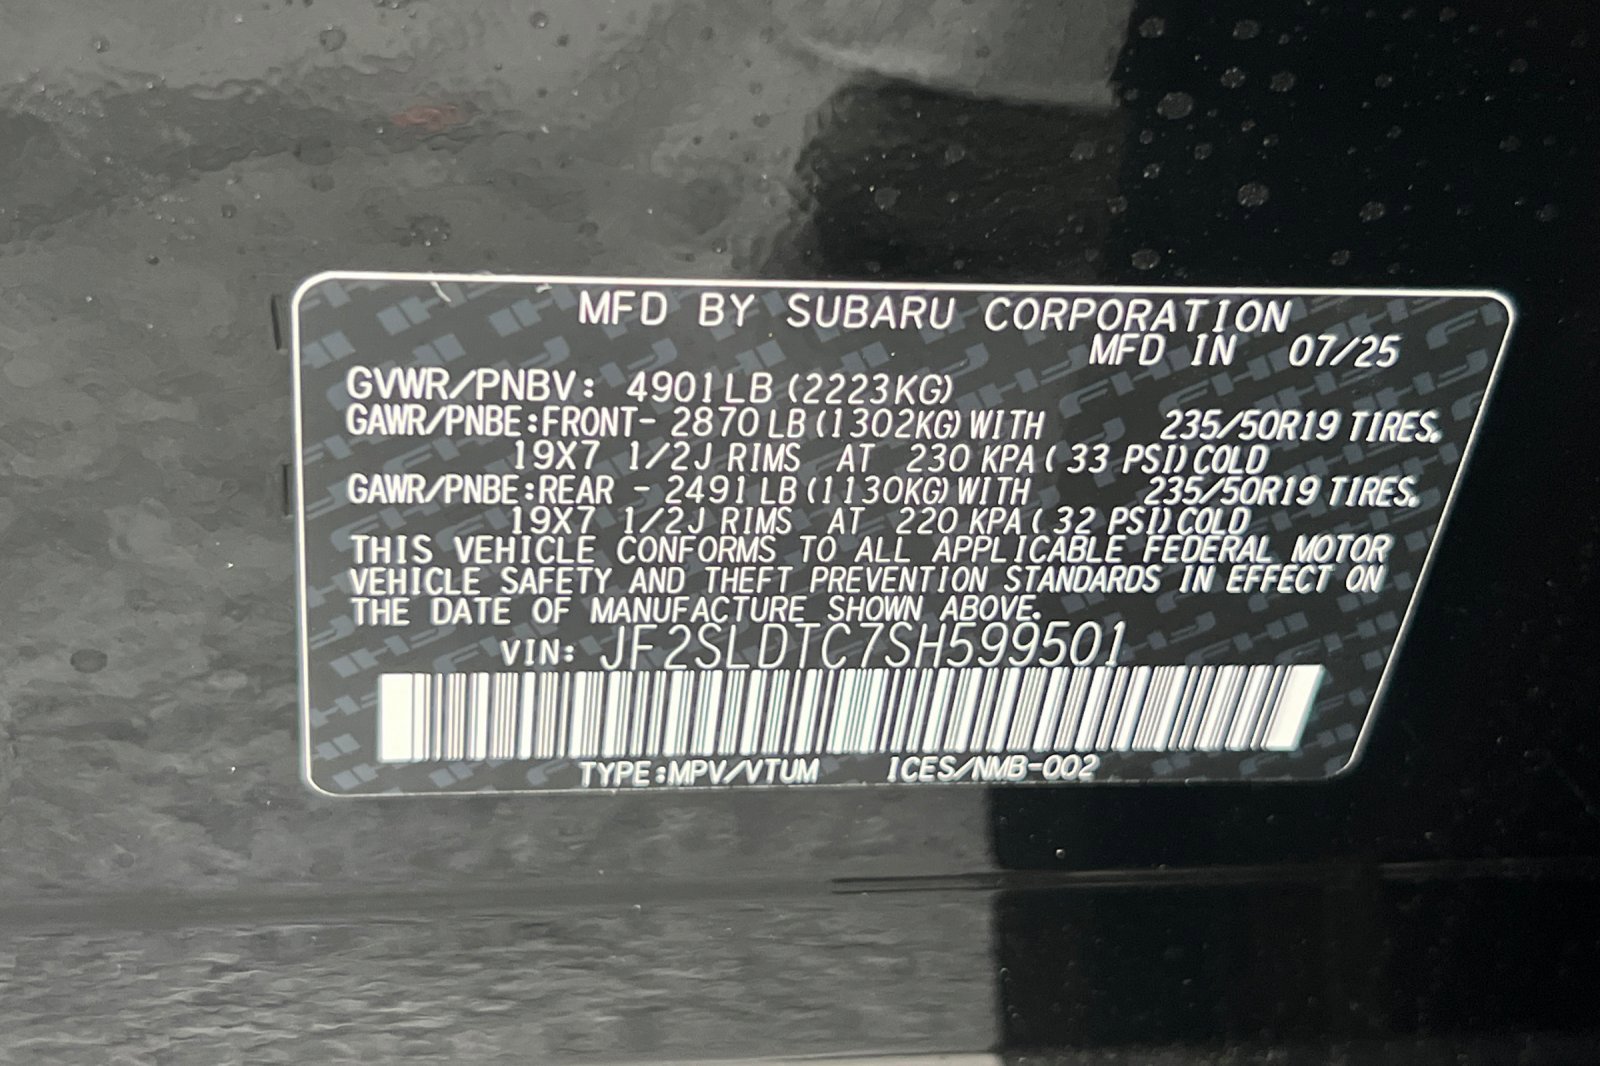 MFD BY SUBARU CORPORATION
MFD IN 07/25
GVWR/PNBV: 4901LB (2223KG)
GAWR/PNBE:FRONT- 2870 LB (1302KG) WITH 235/50R19 TIRES.
19X7 1/2J RIMS AT 230 KPA ( 33 PSI) COLD
GAWR/PNBE:REAR - 2491 LB (1130KG) WITH 235/50R19 TIRES.
19X7 1/2J RIMS AT 220 KPA ( 32 PSI) COLD
THIS VEHICLE CONFORMS TO ALL APPLICABLE FEDERAL MOTOR
VEHICLE SAFETY AND THEFT PREVENTION STANDARDS IN EFFECT ON
THE DATE OF MANUFACTURE SHOWN ABOVE.
VIN: JF2SLDTC7SH599501
TYPE:MPV/VTUM ICES/NMB-002